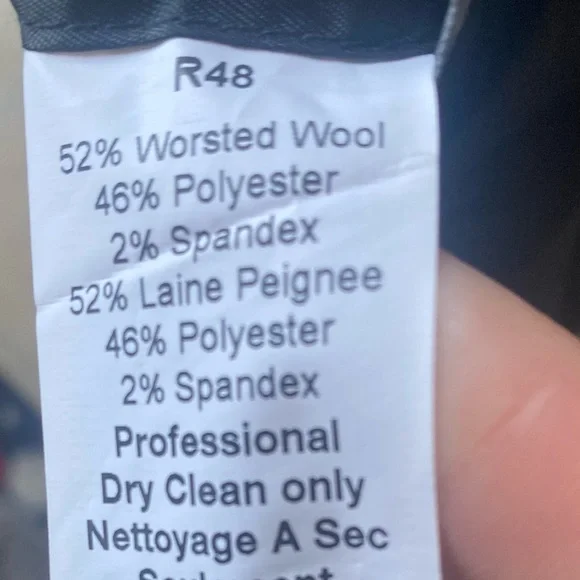 R48
52% Worsted Wool
46% Polyester
2% Spandex
52% Laine Peignee
46% Polyester
2% Spandex
Professional
Dry Clean only
Nettoyage A Sec